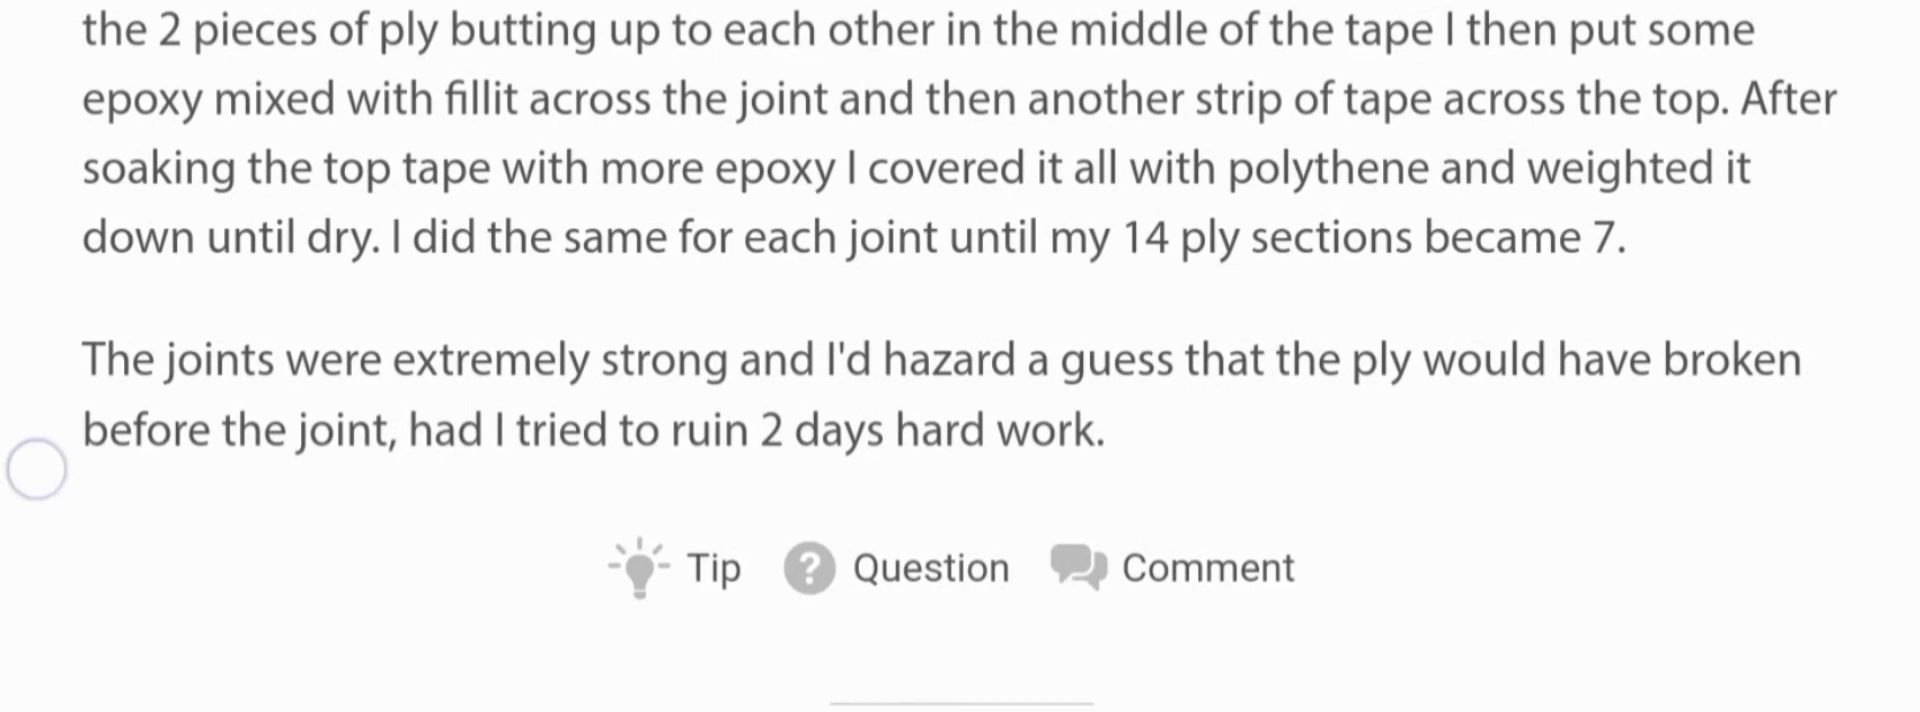 the 2 pieces of ply butting up to each other in the middle of the tape I then put some
epoxy mixed with fillit across the joint and then another strip of tape across the top. After
soaking the top tape with more epoxy I covered it all with polythene and weighted it
down until dry. I did the same for each joint until my 14 ply sections became 7.
The joints were extremely strong and I'd hazard a guess that the ply would have broken
before the joint, had I tried to ruin 2 days hard work.
Tip Question Comment